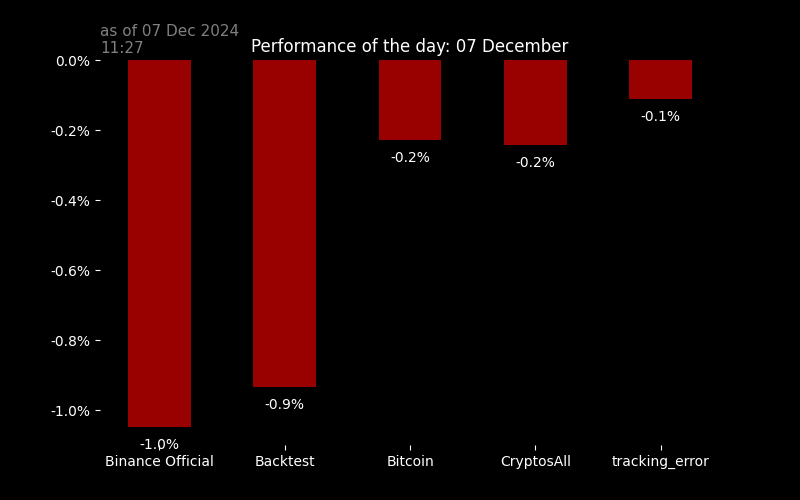 as of 07 Dec 2024
11:27
Performance of the day: 07 December
0.0%
-0.2%
-0.4%
-0.6%
-0.8%
-1.0%
-1.0%
-0.9%
-0.2%
-0.2%
-0.1%
Binance Official
Backtest
Bitcoin
CryptosAll
tracking_error